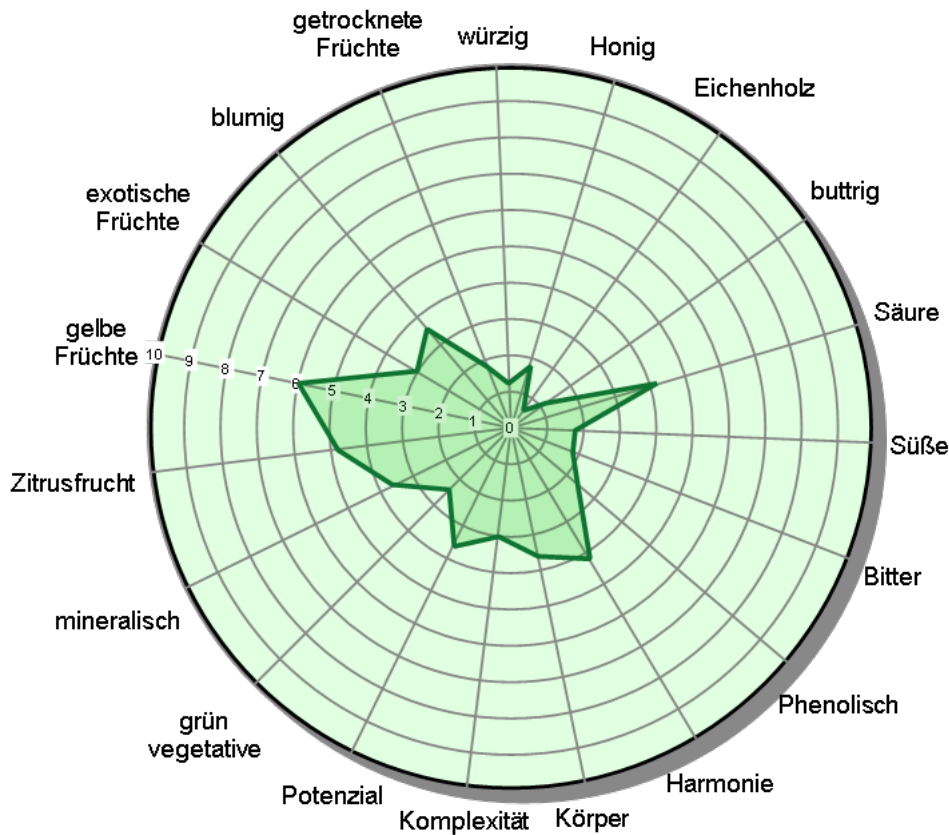 getrocknete
Früchte
würzig
Honig
Eichenholz
buttrig
Säure
Süße
Bitter
Phenolisch
Harmonie
Körper
Komplexität
Potenzial
grün
vegetative
mineralisch
Zitrusfrucht
gelbe
Früchte
exotische
Früchte
blumig
10 9 8 7 6 5 4 3 2 1 0